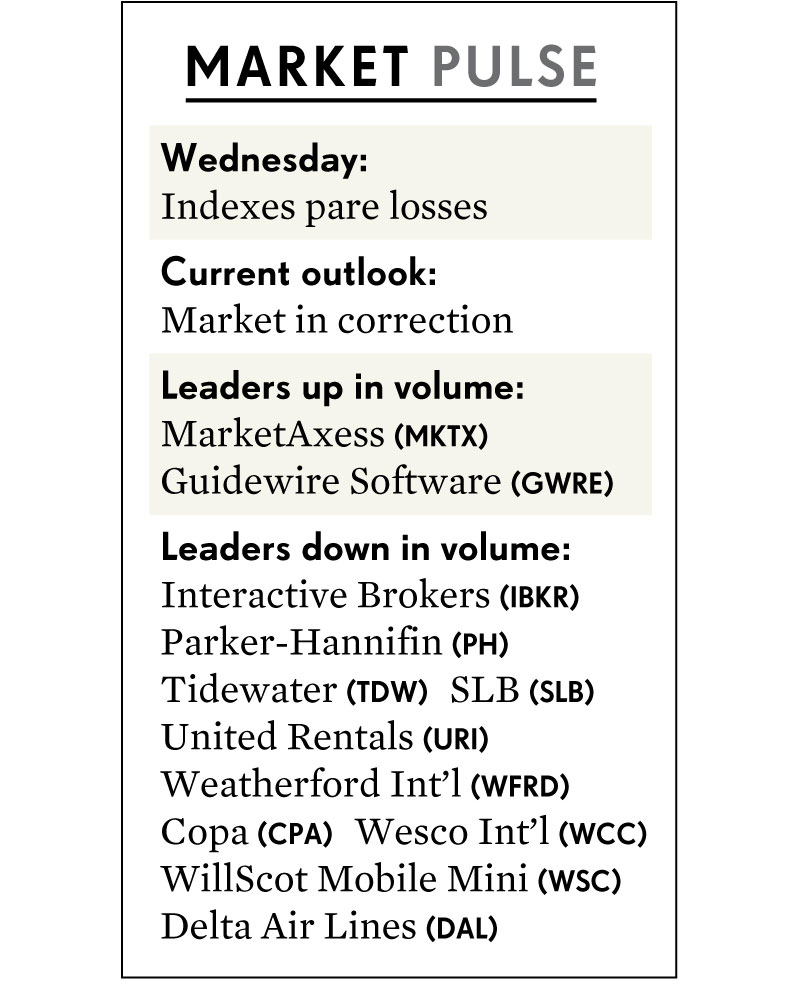 MARKET PULSE
Wednesday:
Indexes pare losses
Current outlook:
Market in correction
Leaders up in volume:
MarketAxess (MKTX)
Guidewire Software (GWRE)
Leaders down in volume:
Interactive Brokers (IBKR)
Parker-Hannifin (PH)
Tidewater (TDW) SLB (SLB)
United Rentals (URI)
Weatherford Int’l (WFRD)
Copa (CPA) Wesco Int’l (WCC)
WillScot Mobile Mini (WSC)
Delta Air Lines (DAL)